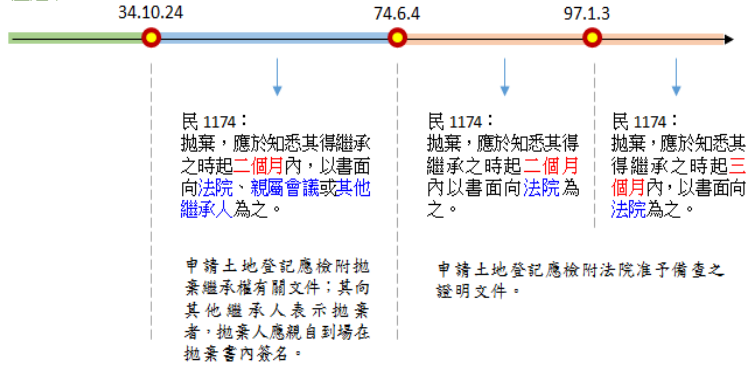 34.10.24
74.6.4
97.1.3
民 1174：
拋棄，應於知悉其得繼承
之時起二個月內，以書面
向法院、親屬會議或其他
繼承人為之。
民 1174：
拋棄，應於知悉其得
繼承之時起二個月
內以書面向法院為
之。
民 1174：
拋棄，應於知悉其
得繼承之時起三
個月內，以書面向
法院為之。
申請土地登記應檢附拋
棄繼承權有關文件；其向
其他繼承人表示拋棄
者，拋棄人應親自到場在
拋棄書內簽名。
申請土地登記應檢附法院准予備查之
證明文件。